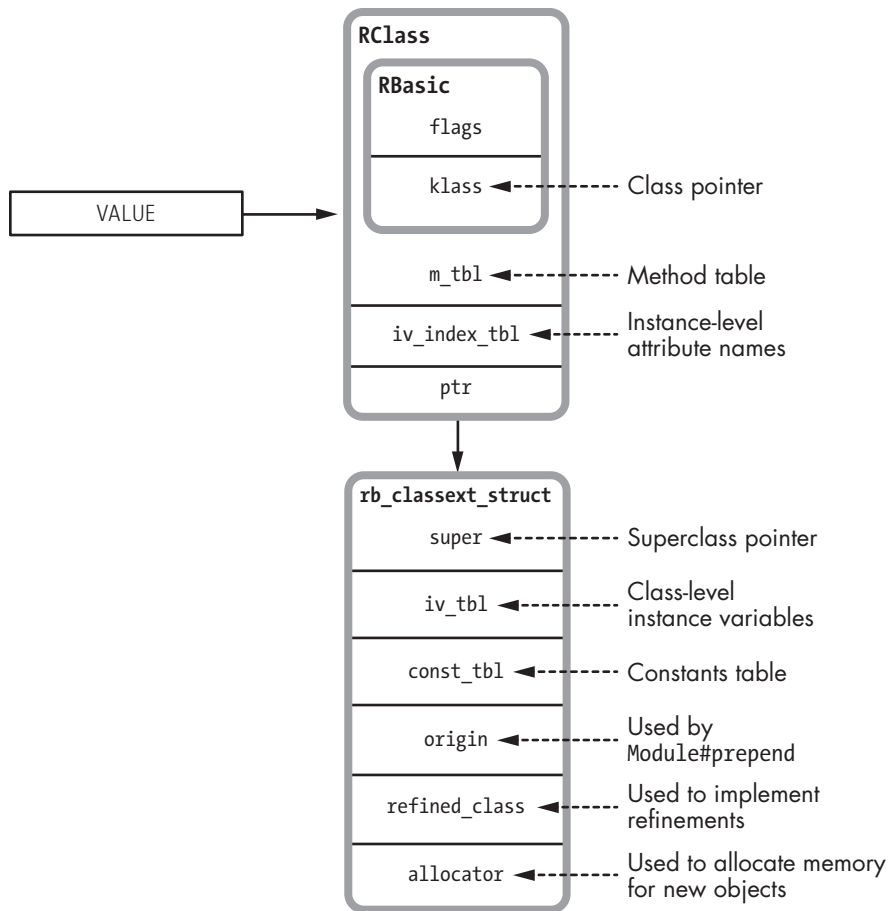 RClass
RBasic
flags
klass
Class pointer
VALUE
m_tbl
Method table
iv_index_tbl
Instance-level
attribute names
ptr
rb_classext_struct
super
Superclass pointer
iv_tbl
Class-level
instance variables
const_tbl
Constants table
origin
Used by
Module#prepend
refined_class
Used to implement
refinements
allocator
Used to allocate memory
for new objects